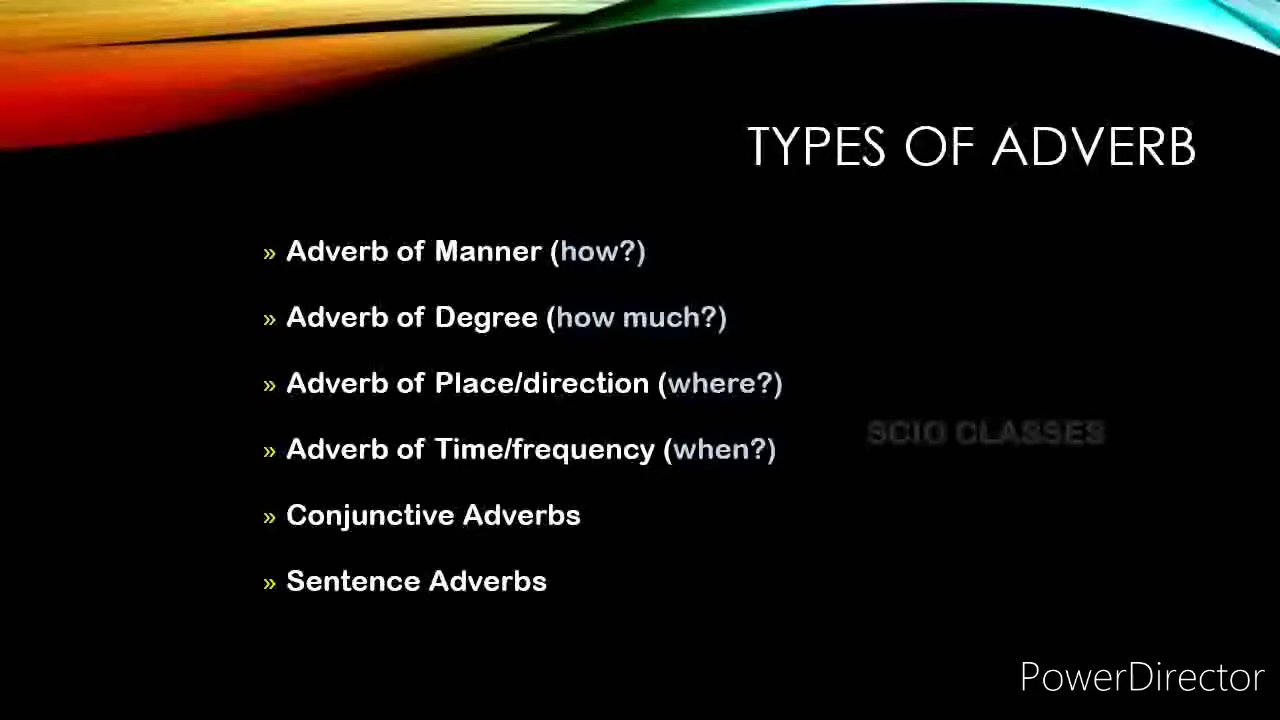 TYPES OF ADVERB
» Adverb of Manner (how?)
» Adverb of Degree (how much?)
» Adverb of Place/direction (where?)
» Adverb of Time/frequency (when?)
SCIO CLASSES
» Conjunctive Adverbs
» Sentence Adverbs
PowerDirector